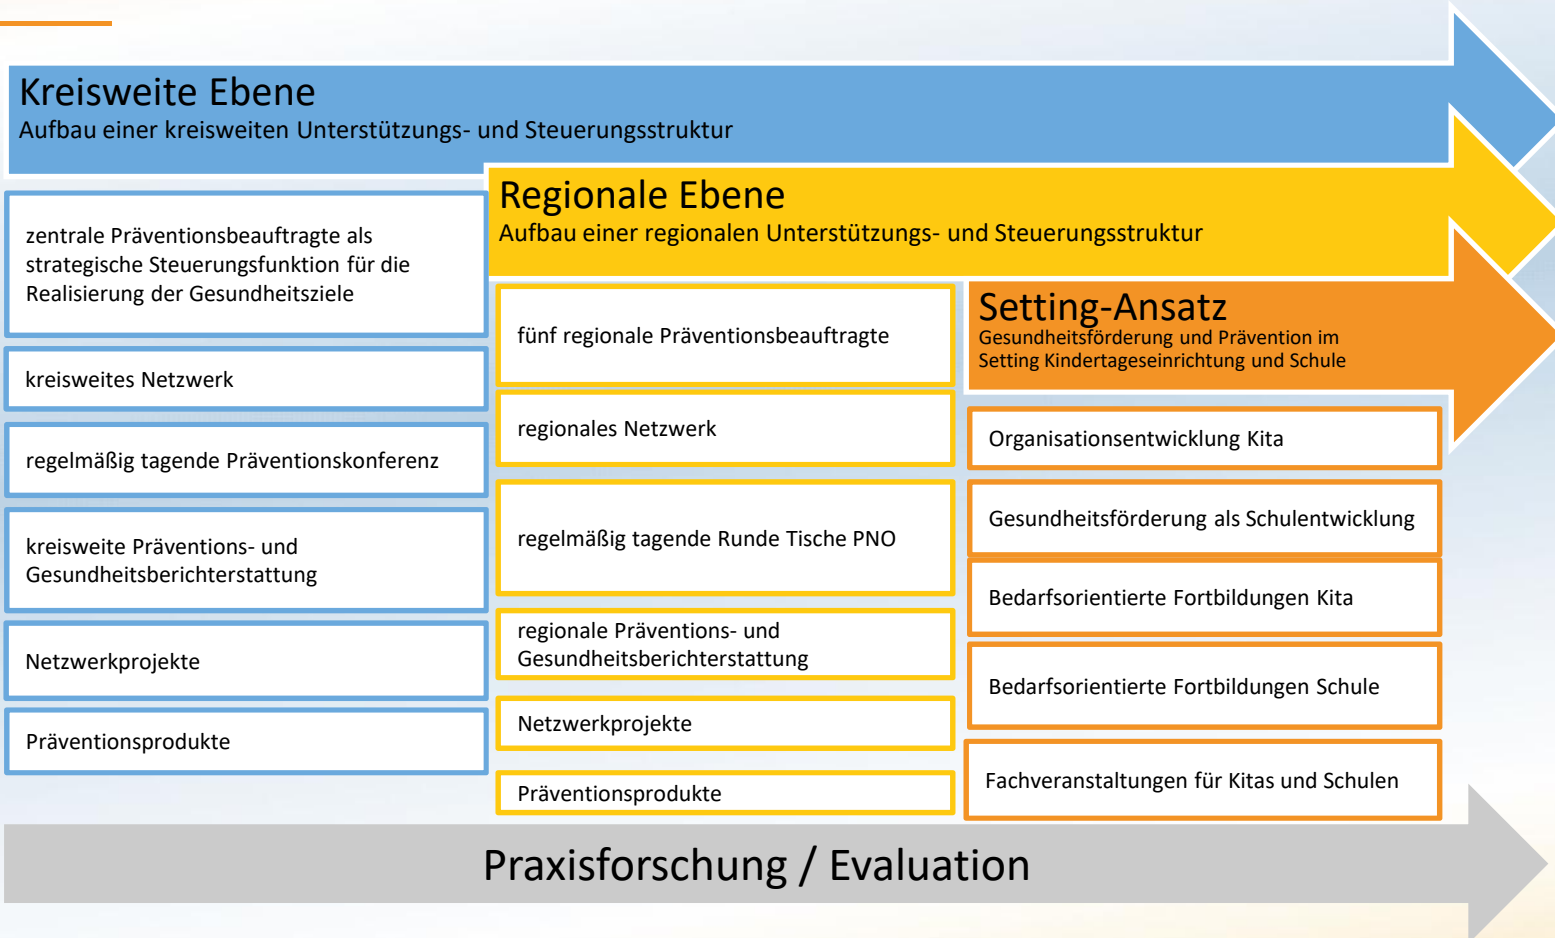 Kreisweite Ebene
Aufbau einer kreisweiten Unterstützungs- und Steuerungsstruktur
zentrale Präventionsbeauftragte als
strategische Steuerungsfunktion für die
Realisierung der Gesundheitsziele
kreisweites Netzwerk
regelmäßig tagende Präventionskonferenz
kreisweite Präventions- und
Gesundheitsberichterstattung
Netzwerkprojekte
Präventionsprodukte
Regionale Ebene
Aufbau einer regionalen Unterstützungs- und Steuerungsstruktur
fünf regionale Präventionsbeauftragte
regionales Netzwerk
regelmäßig tagende Runde Tische PNO
regionale Präventions- und
Gesundheitsberichterstattung
Netzwerkprojekte
Präventionsprodukte
Setting-Ansatz
Gesundheitsförderung und Prävention im
Setting Kindertageseinrichtung und Schule
Organisationsentwicklung Kita
Gesundheitsförderung als Schulentwicklung
Bedarfsorientierte Fortbildungen Kita
Bedarfsorientierte Fortbildungen Schule
Fachveranstaltungen für Kitas und Schulen
Praxisforschung / Evaluation